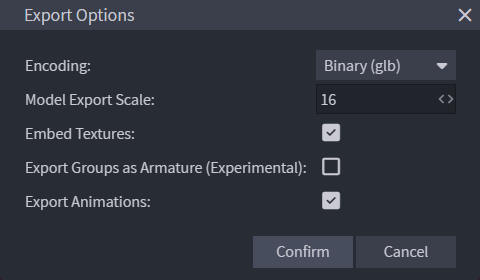 Export Options
Encoding: Binary (glb)
Model Export Scale: 16
Embed Textures:
Export Groups as Armature (Experimental):
Export Animations:
Confirm Cancel